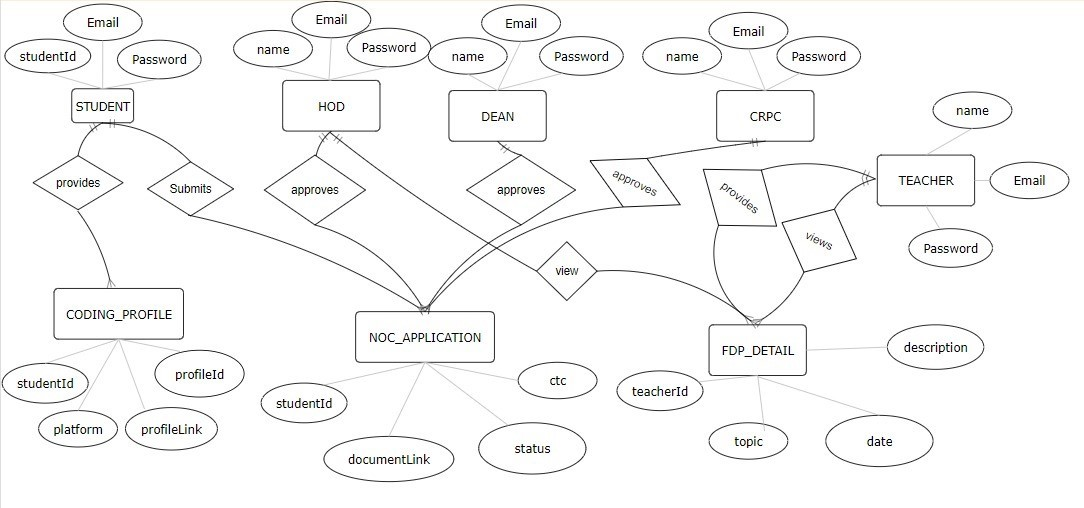 Email
studentId
Password
STUDENT
Email
name
Password
HOD
Email
name
Password
DEAN
Email
name
Password
CRPC
name
TEACHER
Email
Password
provides
Submits
approves
approves
approves
provides
views
view
CODING_PROFILE
studentId
profileId
platform
profileLink
NOC_APPLICATION
studentId
ctc
documentLink
status
FDP_DETAIL
description
teacherId
topic
date